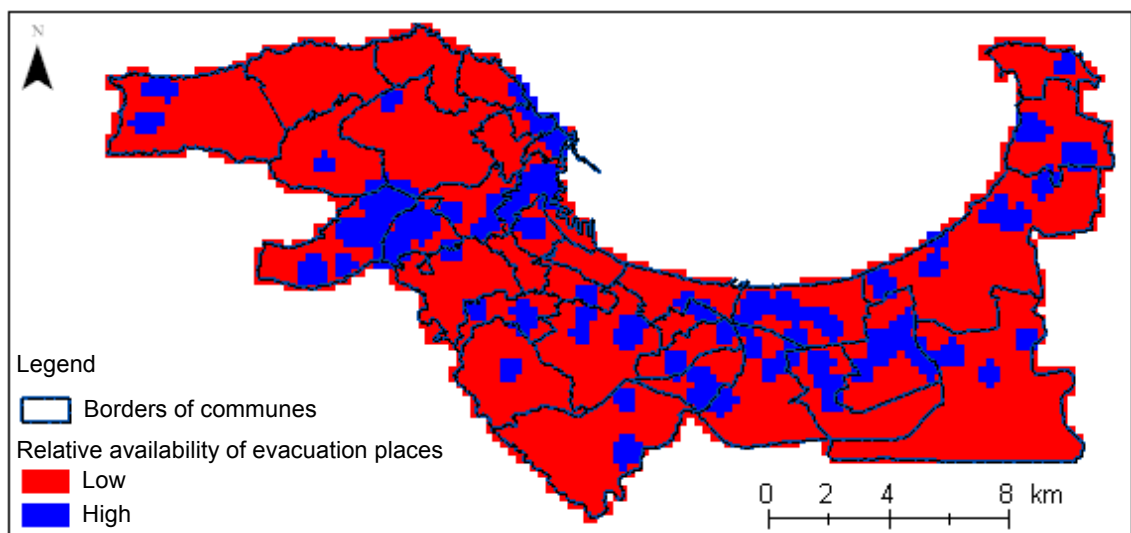 N
Legend
Borders of communes
Relative availability of evacuation places
Low
High
0 2 4 8 km